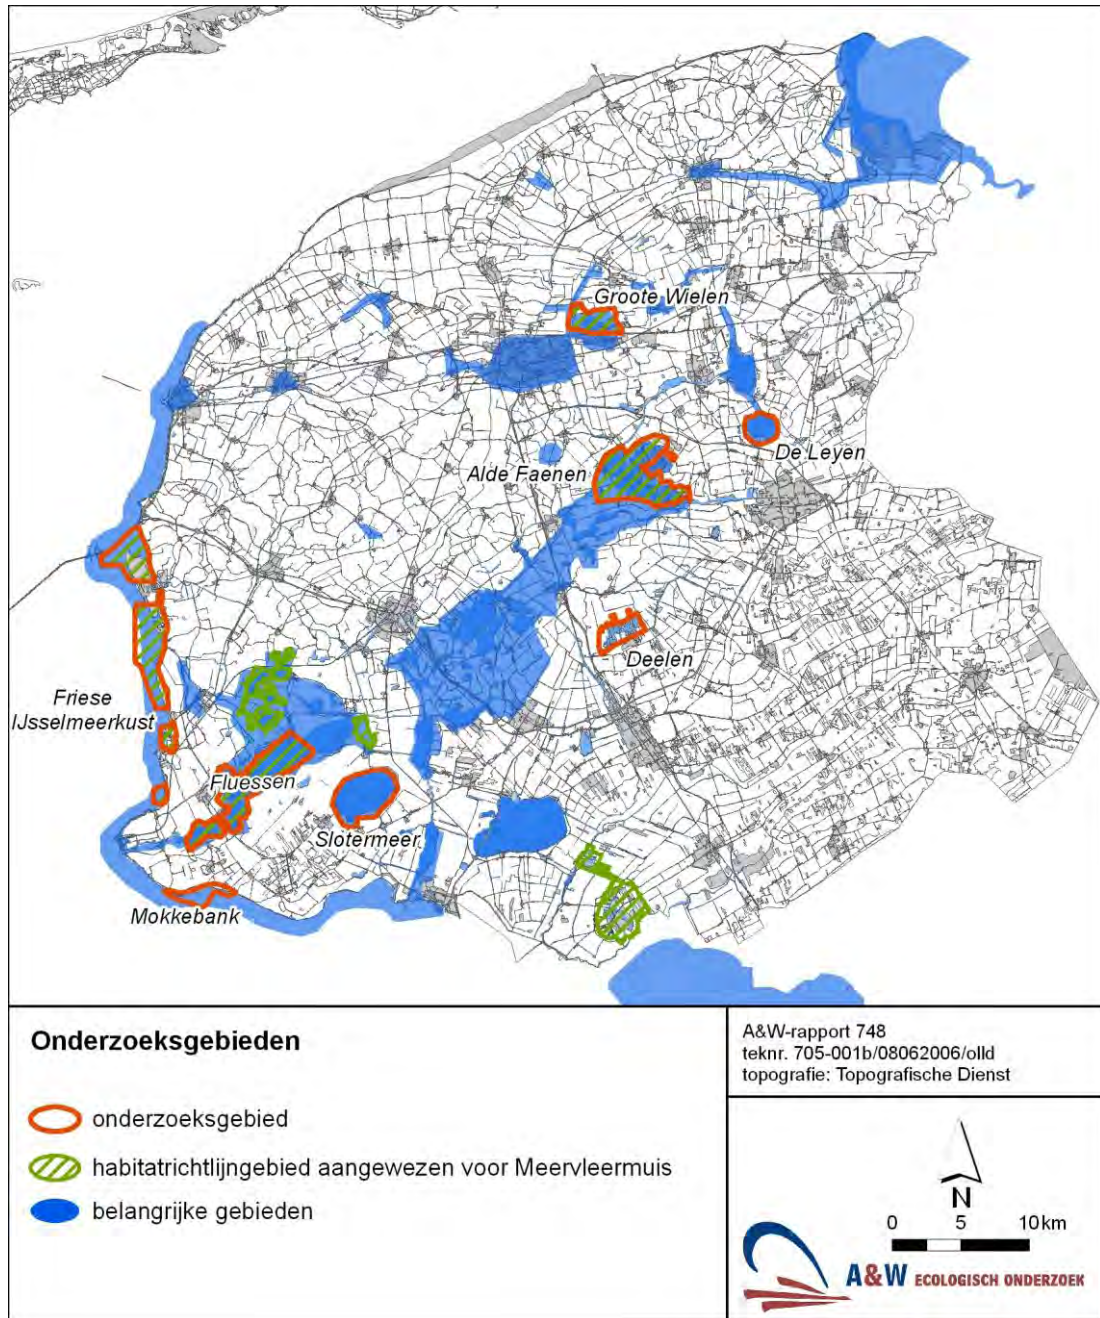 Groote Wielen
De Leyen
Alde Faenen
Deelen
Friese
IJsselmeerkust
Fluessen
Slotermeer
Mokkebank
Onderzoeksgebieden
onderzoeksgebied
habitatrichtlijngebied aangewezen voor Meervleermuis
belangrijke gebieden
A&W-rapport 748
teknr. 705-001b/08062006/olld
topografie: Topografische Dienst
N
0 5 10km
A&W ECOLOGISCH ONDERZOEK